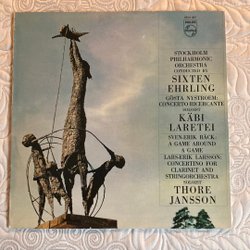 PHILIPS
STOCKHOLM
PHILHARMONIC
ORCHESTRA
CONDUCTED BY
SIXTEN
EHRLING
GÖSTA NYSTROEM:
CONCERTO RICERCANTE
SOLOIST
KÄBI
LARETEI
SVEN-ERIK BÄCK:
A GAME AROUND
A GAME
LARS-ERIK LARSSON:
CONCERTINO FOR
CLARINET AND
STRINGORCHESTRA
SOLOIST
THORE
JANSSON